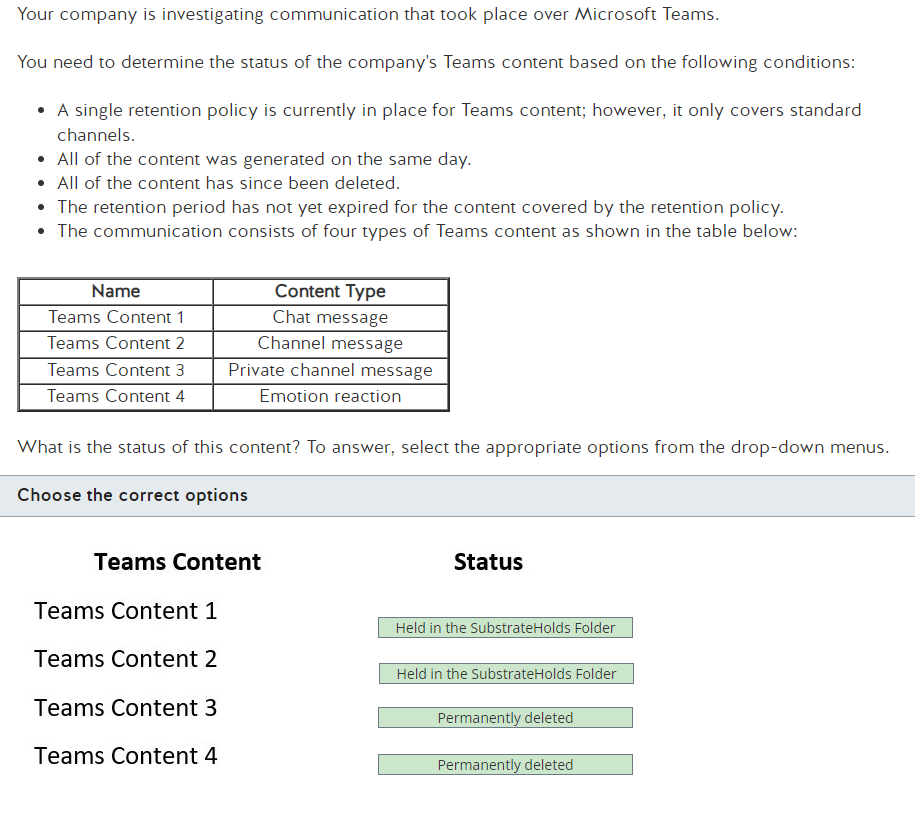 Your company is investigating communication that took place over Microsoft Teams.
You need to determine the status of the company's Teams content based on the following conditions:
• A single retention policy is currently in place for Teams content; however, it only covers standard
channels.
• All of the content was generated on the same day.
• All of the content has since been deleted.
• The retention period has not yet expired for the content covered by the retention policy.
• The communication consists of four types of Teams content as shown in the table below:
Name Content Type
Teams Content 1 Chat message
Teams Content 2 Channel message
Teams Content 3 Private channel message
Teams Content 4 Emotion reaction
What is the status of this content? To answer, select the appropriate options from the drop-down menus.
Choose the correct options
Teams Content Status
Teams Content 1 Held in the SubstrateHolds Folder
Teams Content 2 Held in the SubstrateHolds Folder
Teams Content 3 Permanently deleted
Teams Content 4 Permanently deleted